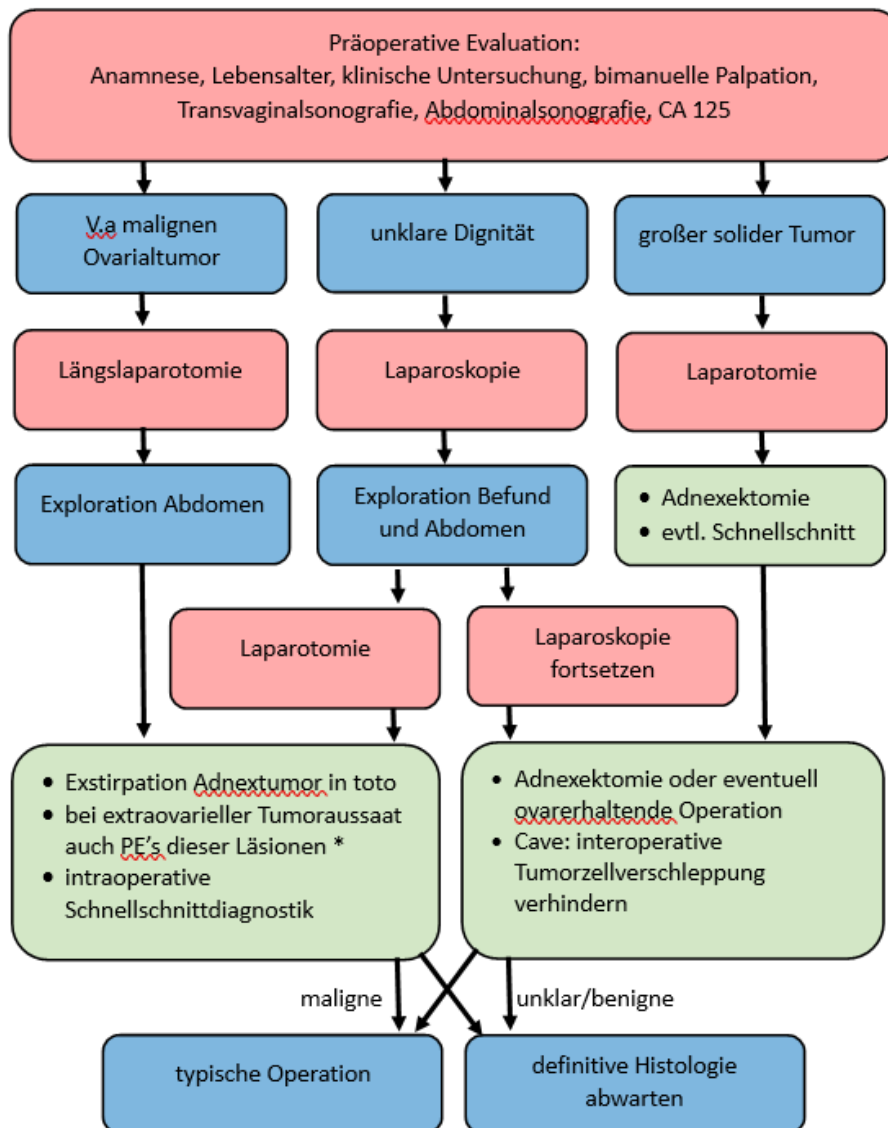 Präoperative Evaluation:
Anamnese, Lebensalter, klinische Untersuchung, bimanuelle Palpation,
Transvaginalsonografie, Abdominalsonografie, CA 125
V.a malignen
Ovarialtumor
unklare Dignität
großer solider Tumor
Längslaparotomie
Laparoskopie
Laparotomie
Exploration Abdomen
Exploration Befund
und Abdomen
• Adnexektomie
• evtl. Schnellschnitt
Laparotomie
Laparoskopie
fortsetzen
• Exstirpation Adnextumor in toto
• bei extraovarieller Tumoraussaat
auch PE's dieser Läsionen *
• intraoperative
Schnellschnittdiagnostik
• Adnexektomie oder eventuell
ovarerhaltende Operation
• Cave: interoperative
Tumorzellverschleppung
verhindern
maligne
unklar/benigne
typische Operation
definitive Histologie
abwarten